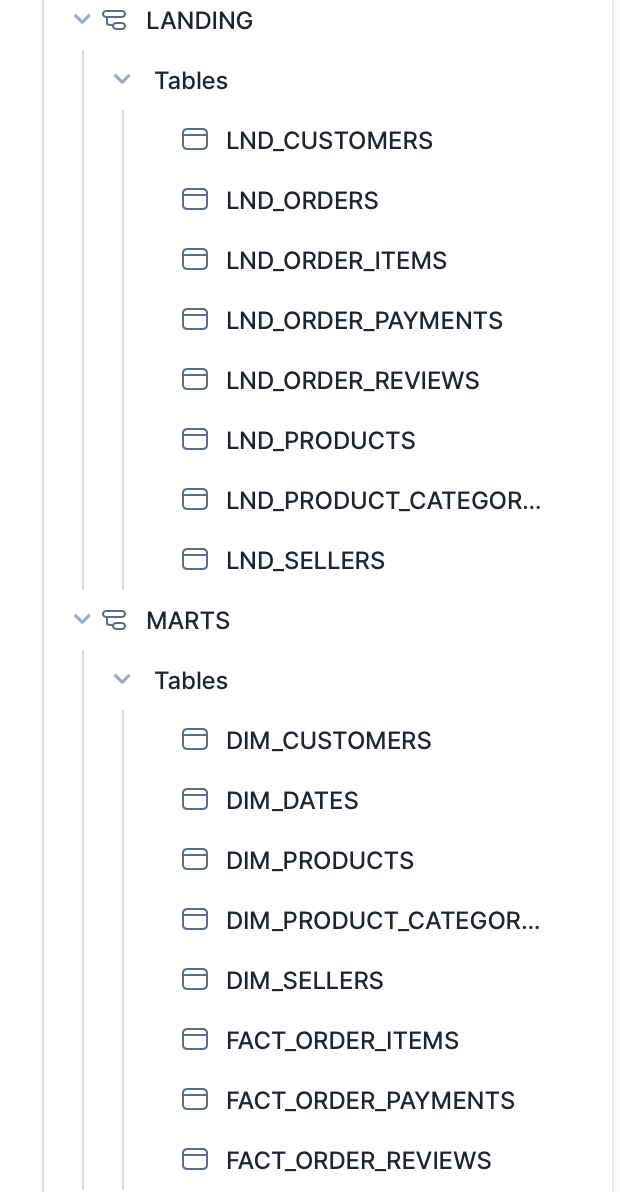 LANDING
Tables
LND_CUSTOMERS
LND_ORDERS
LND_ORDER_ITEMS
LND_ORDER_PAYMENTS
LND_ORDER_REVIEWS
LND_PRODUCTS
LND_PRODUCT_CATEGOR...
LND_SELLERS
MARTS
Tables
DIM_CUSTOMERS
DIM_DATES
DIM_PRODUCTS
DIM_PRODUCT_CATEGOR...
DIM_SELLERS
FACT_ORDER_ITEMS
FACT_ORDER_PAYMENTS
FACT_ORDER_REVIEWS